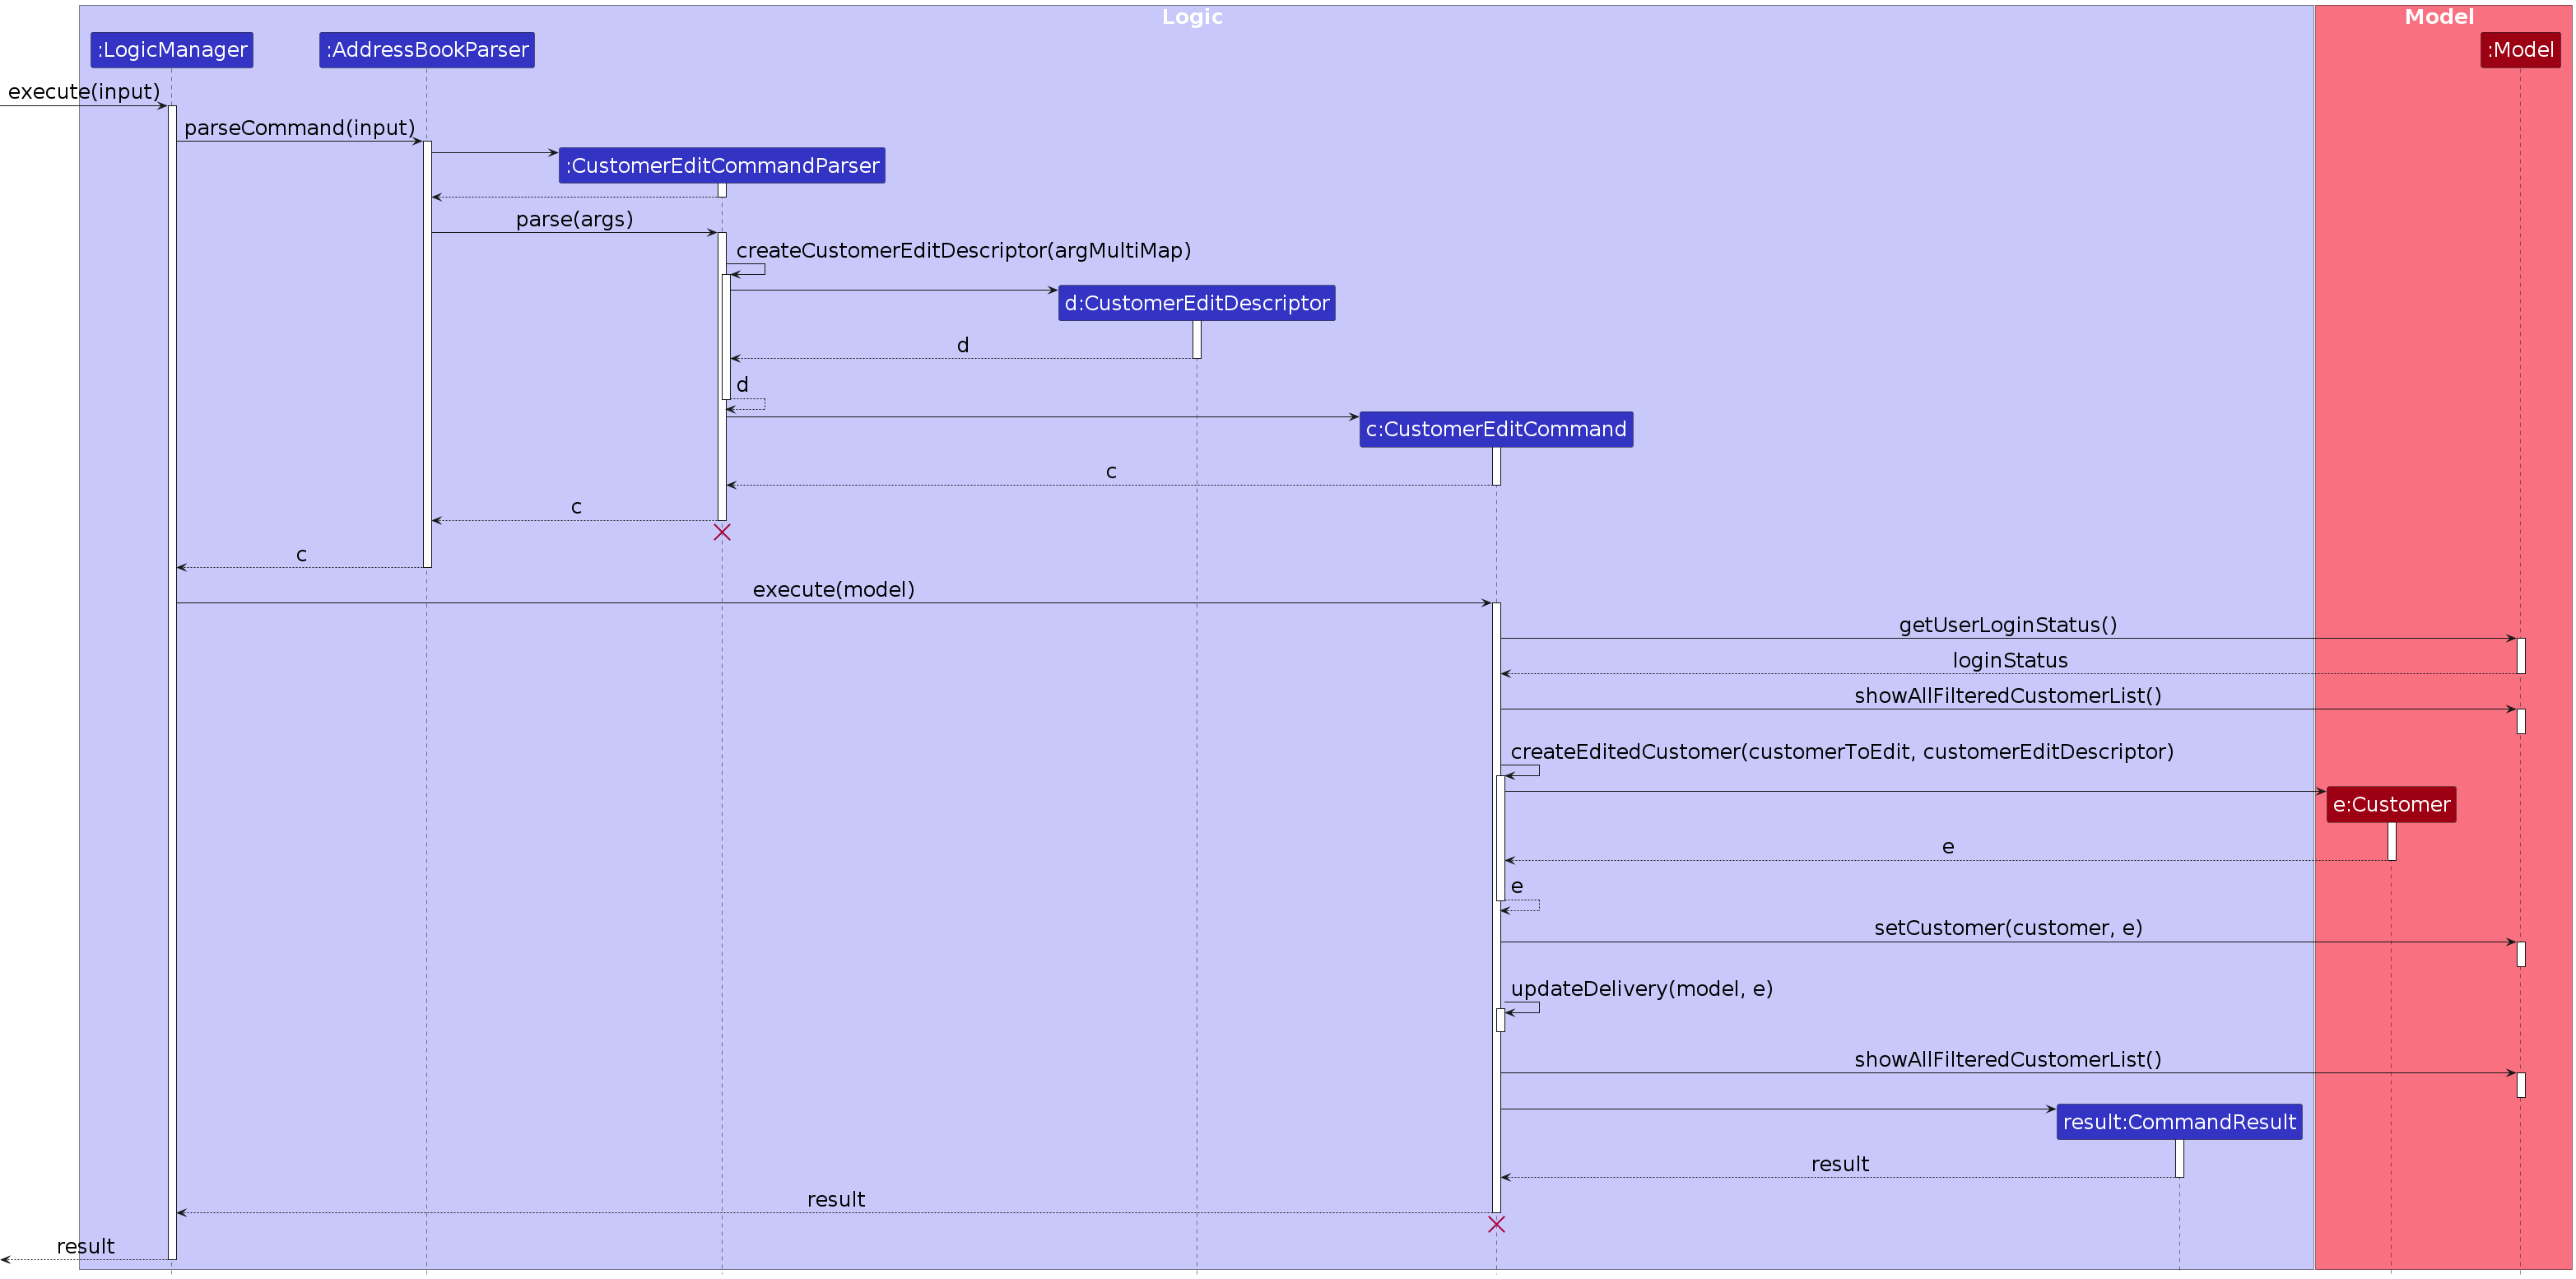 Logic
Model
:LogicManager
:AddressBookParser
:Model
execute(input)
parseCommand(input)
:CustomerEditCommandParser
parse(args)
createCustomerEditDescriptor(argMultiMap)
d:CustomerEditDescriptor
d
d
c:CustomerEditCommand
c
c
c
execute(model)
getUserLoginStatus()
loginStatus
showAllFilteredCustomerList()
createEditedCustomer(customerToEdit, customerEditDescriptor)
e:Customer
e
e
setCustomer(customer, e)
updateDelivery(model, e)
showAllFilteredCustomerList()
result:CommandResult
result
result
result